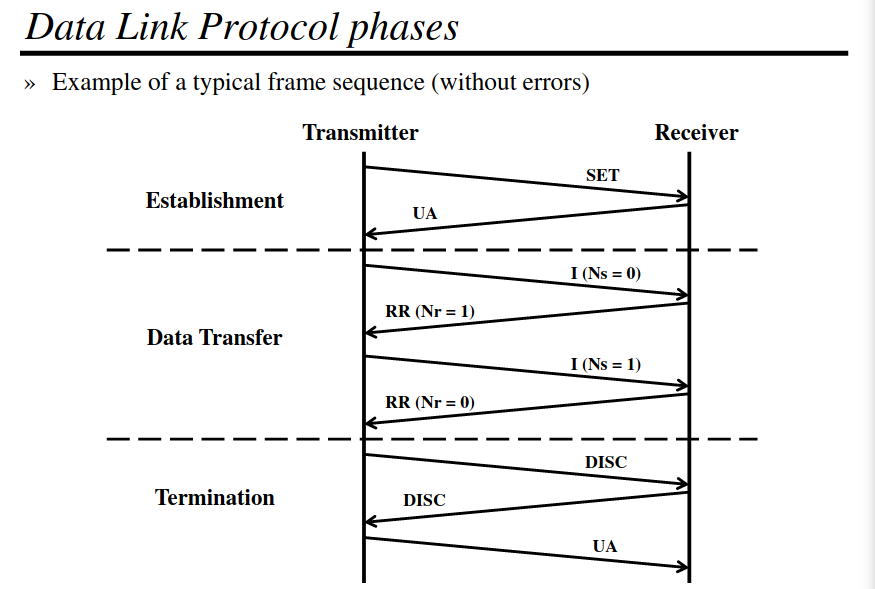 Data Link Protocol phases
» Example of a typical frame sequence (without errors)
Transmitter Receiver
SET
Establishment
UA
I (Ns = 0)
RR (Nr = 1)
Data Transfer
I (Ns = 1)
RR (Nr = 0)
DISC
Termination
DISC
UA